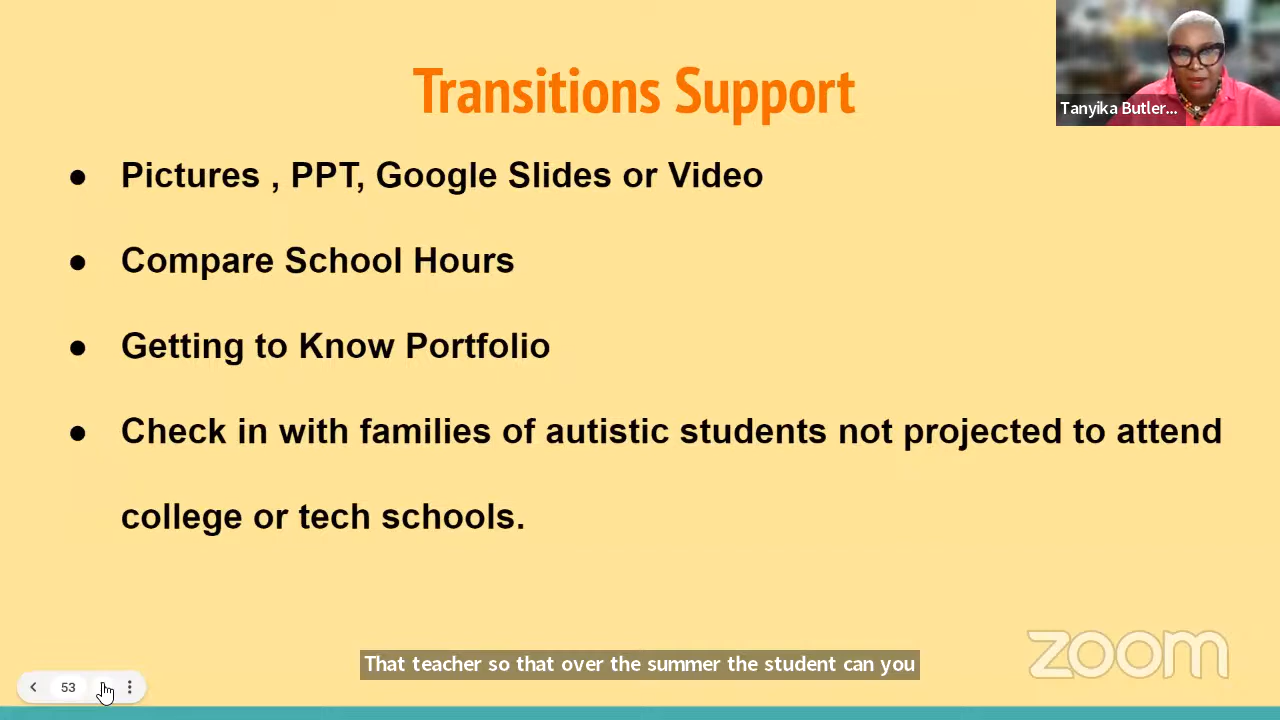 Transitions Support
Tanyika Butler...
● Pictures , PPT, Google Slides or Video
● Compare School Hours
● Getting to Know Portfolio
● Check in with families of autistic students not projected to attend
college or tech schools.
That teacher so that over the summer the student can you
zoom
53